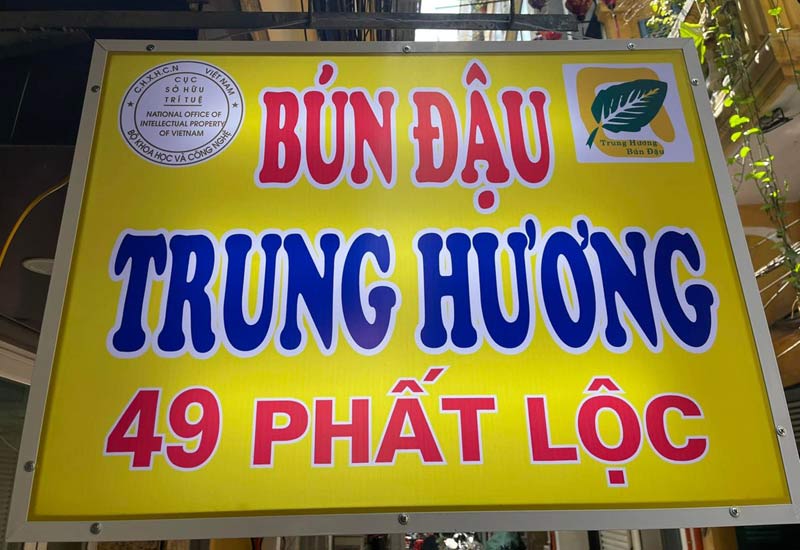 C.H.X.H.C.N VIỆT NAM
CỤC
SỞ HỮU
TRÍ TUỆ
NATIONAL OFFICE OF
INTELLECTUAL PROPERTY
OF VIETNAM
BỘ KHOA HỌC VÀ CÔNG NGHỆ
BÚN ĐẬU
Trung Hương
Bún Đậu
TRUNG HƯƠNG
49 PHẤT LỘC